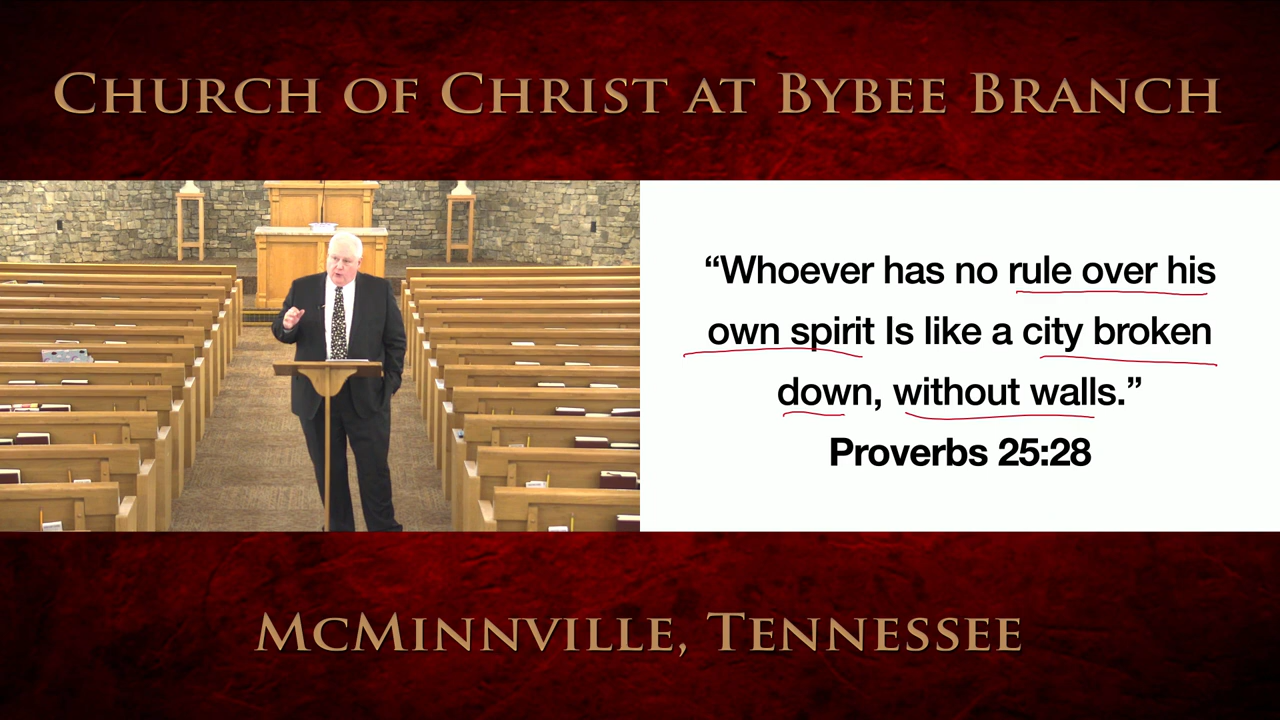 CHURCH OF CHRIST AT BYBEE BRANCH
“Whoever has no rule over his
own spirit Is like a city broken
down, without walls.”
Proverbs 25:28
MCMINNVILLE, TENNESSEE